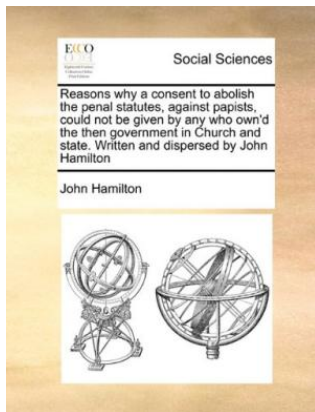 ECCO
Social Sciences
Reasons why a consent to abolish
the penal statutes, against papists,
could not be given by any who own'd
the then government in Church and
state. Written and dispersed by John
Hamilton
John Hamilton